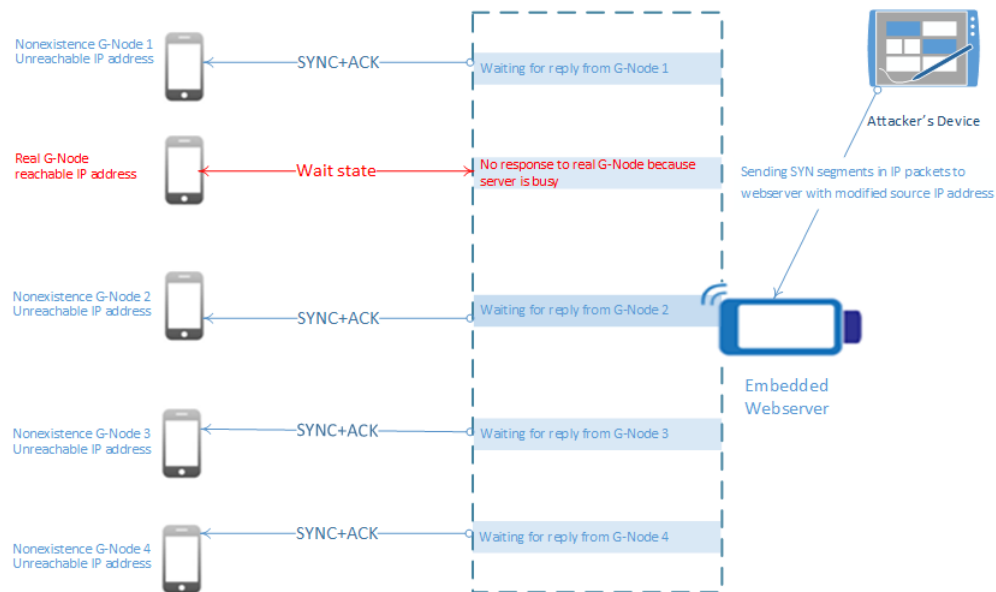 Nonexistence G-Node 1
Unreachable IP address
SYNC+ACK
Waiting for reply from G-Node 1
Attacker's Device
Real G-Node
reachable IP address
Wait state
No response to real G-Node because
server is busy
Sending SYN segments in IP packets to
webserver with modified source IP address
Nonexistence G-Node 2
Unreachable IP address
SYNC+ACK
Waiting for reply from G-Node 2
Embedded
Webserver
Nonexistence G-Node 3
Unreachable IP address
SYNC+ACK
Waiting for reply from G-Node 3
Nonexistence G-Node 4
Unreachable IP address
SYNC+ACK
Waiting for reply from G-Node 4